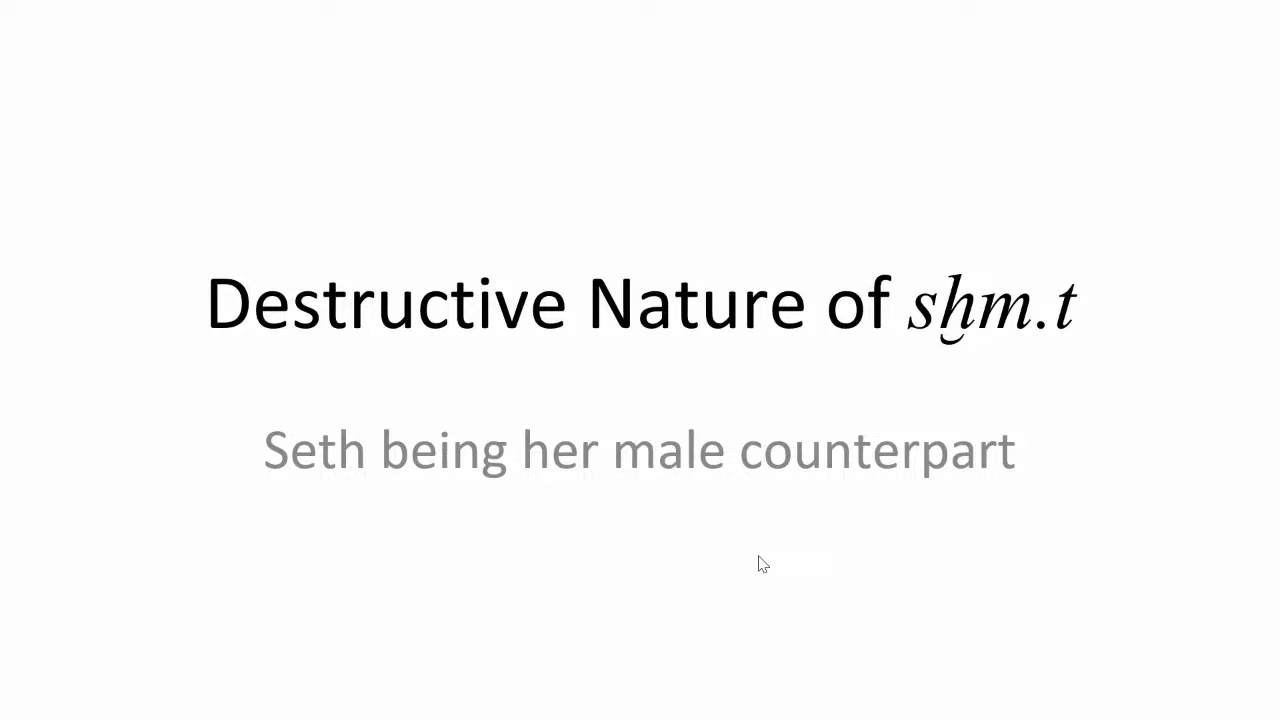 Destructive Nature of sḫm.t
Seth being her male counterpart